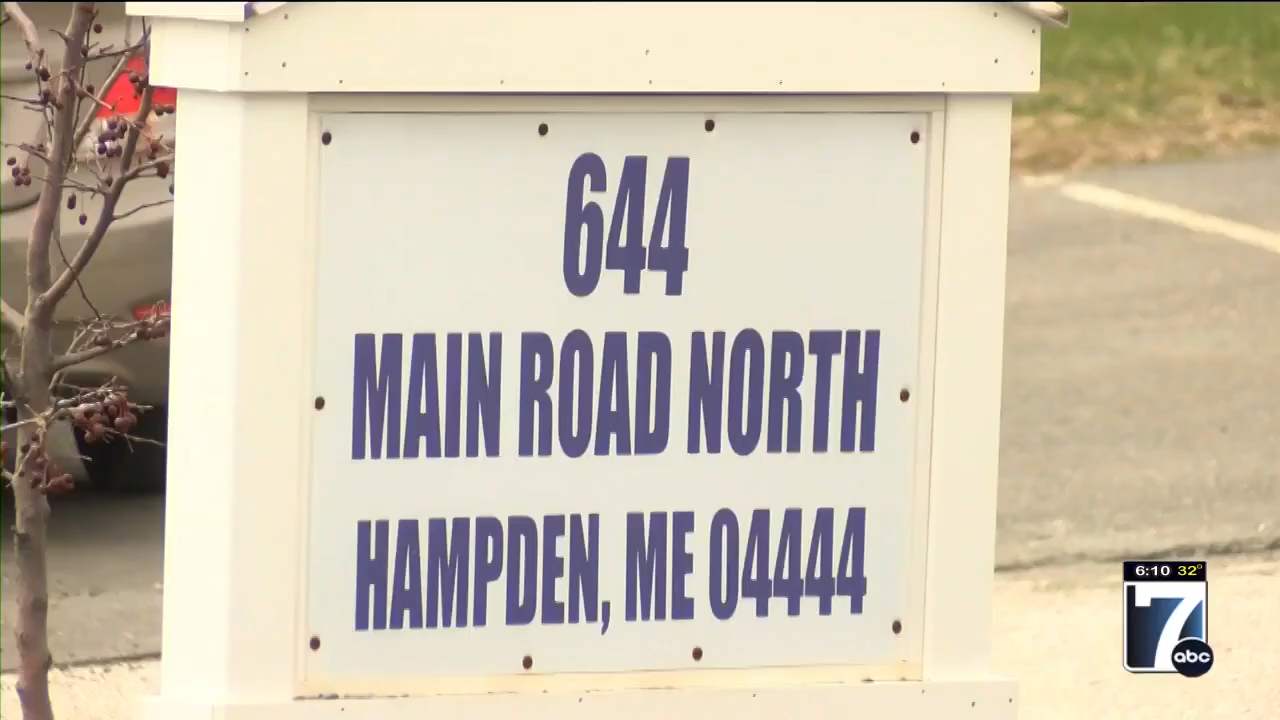 644
MAIN ROAD NORTH
HAMPDEN, ME 04444
6:10 32°
7
abc